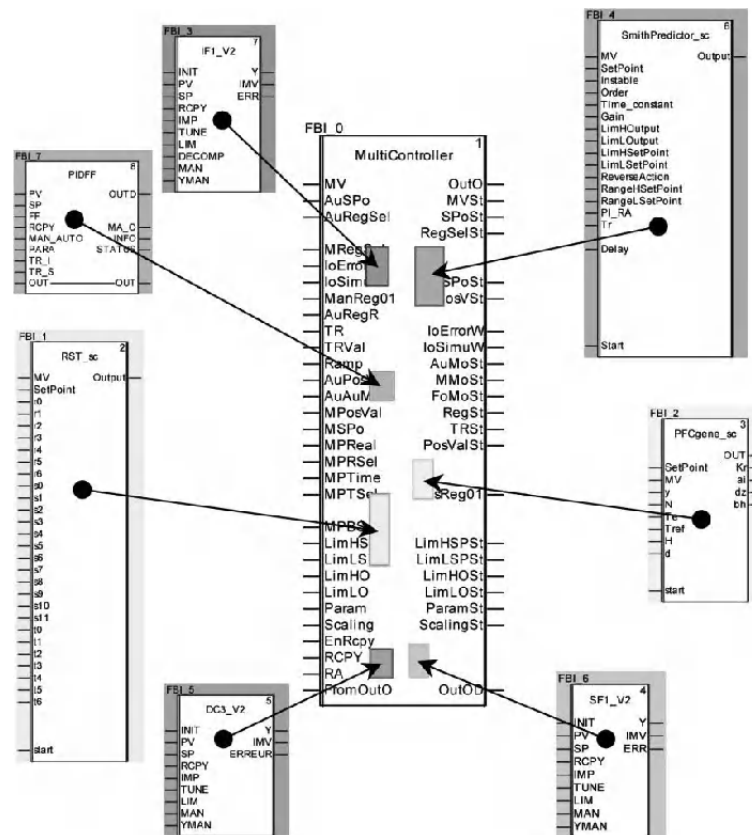 FBI_3
7
IF1_V2
INIT Y
PV IMV
SP ERR
RCPY
IMP
TUNE
LIM
DECOMP
MAN
YMAN
FBI_4
6
SmithPredictor_sc
MV Output
SetPoint
Instable
Order
Time_constant
Gain
LimHOutput
LimLOutput
LimHSetPoint
LimLSetPoint
ReverseAction
RangeHSetPoint
RangeLSetPoint
PI_RA
Tr
Delay
Start
FBI_7
8
PIDFF
PV OUTD
SP
FF
RCPY MA_C
MAN_AUTO INFO
PARA STATUS
TR_I
TR_S
OUT OUT
FBI_0
1
MultiController
MV OutO
AuSPo MVSt
AuRegSel SPoSt
RegSelSt
IoSimu SPoSt
ManReg01
AuRegR
TR IoErrorW
TRVal IoSimuW
Ramp AuMoSt
MMoSt
FoMoSt
MPosVal RegSt
MSPo TRSt
MPReal PosValSt
MPRSel
MPTime
MPTSel sReg01
LimHS LimHSPSt
LimLS LimLSPSt
LimHO LimHOSt
LimLO LimLOSt
Param ParamSt
Scaling ScalingSt
EnRcpy
RCPY
RA
FromOutO OutOD
FBI_1
2
RST_sc
MV Output
SetPoint
r0
r1
r2
r3
r4
r5
r6
s0
s1
s2
s3
s4
s5
s6
s7
s8
s9
s10
s11
t0
t1
t2
t3
t4
t5
t6
start
FBI_2
3
PFCgene_sc
OUT
SetPoint Kr
MV ai
y dz
N bh
Tref
H
d
start
FBI_5
5
DC3_V2
INIT Y
PV IMV
SP ERREUR
RCPY
IMP
TUNE
LIM
MAN
YMAN
FBI_6
4
SF1_V2
INIT Y
PV IMV
SP ERR
RCPY
IMP
TUNE
LIM
MAN
YMAN